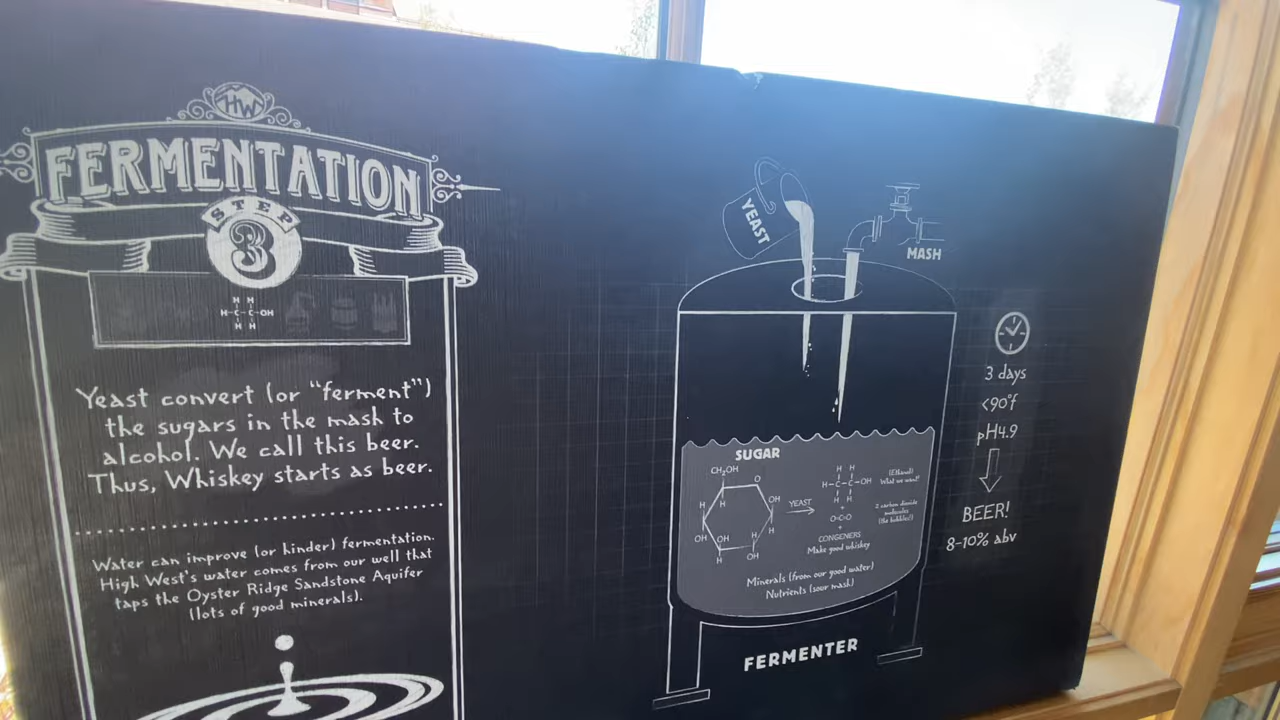 HW
FERMENTATION
STEP
3
H H
H-C-C-OH
H H
Yeast convert (or "ferment")
the sugars in the mash to
alcohol. We call this beer.
Thus, Whiskey starts as beer.
Water can improve (or hinder) fermentation.
High West's water comes from our well that
taps the Oyster Ridge Sandstone Aquifer
(lots of good minerals).
YEAST
MASH
SUGAR
CH₂OH
O
H
H
OH
H
OH
H
H
OH
H
YEAST
H H
H-C-C-OH
H H
+
O=C=O
+
CONGENERS
Make good whiskey
(Ethanol)
What we want!
2 carbon dioxide
molecules
(the bubbles!)
Minerals (from our good water)
Nutrients (sour mash)
FERMENTER
3 days
<90°f
pH4.9
BEER!
8-10% abv